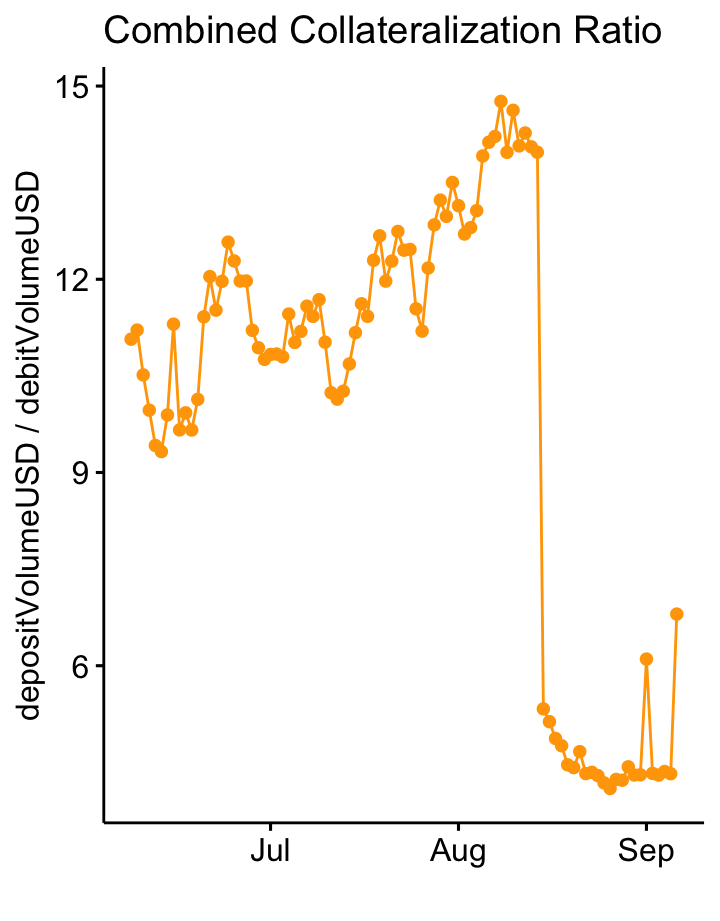 Combined Collateralization Ratio
depositVolumeUSD / debitVolumeUSD
15
12
9
6
Jul Aug Sep